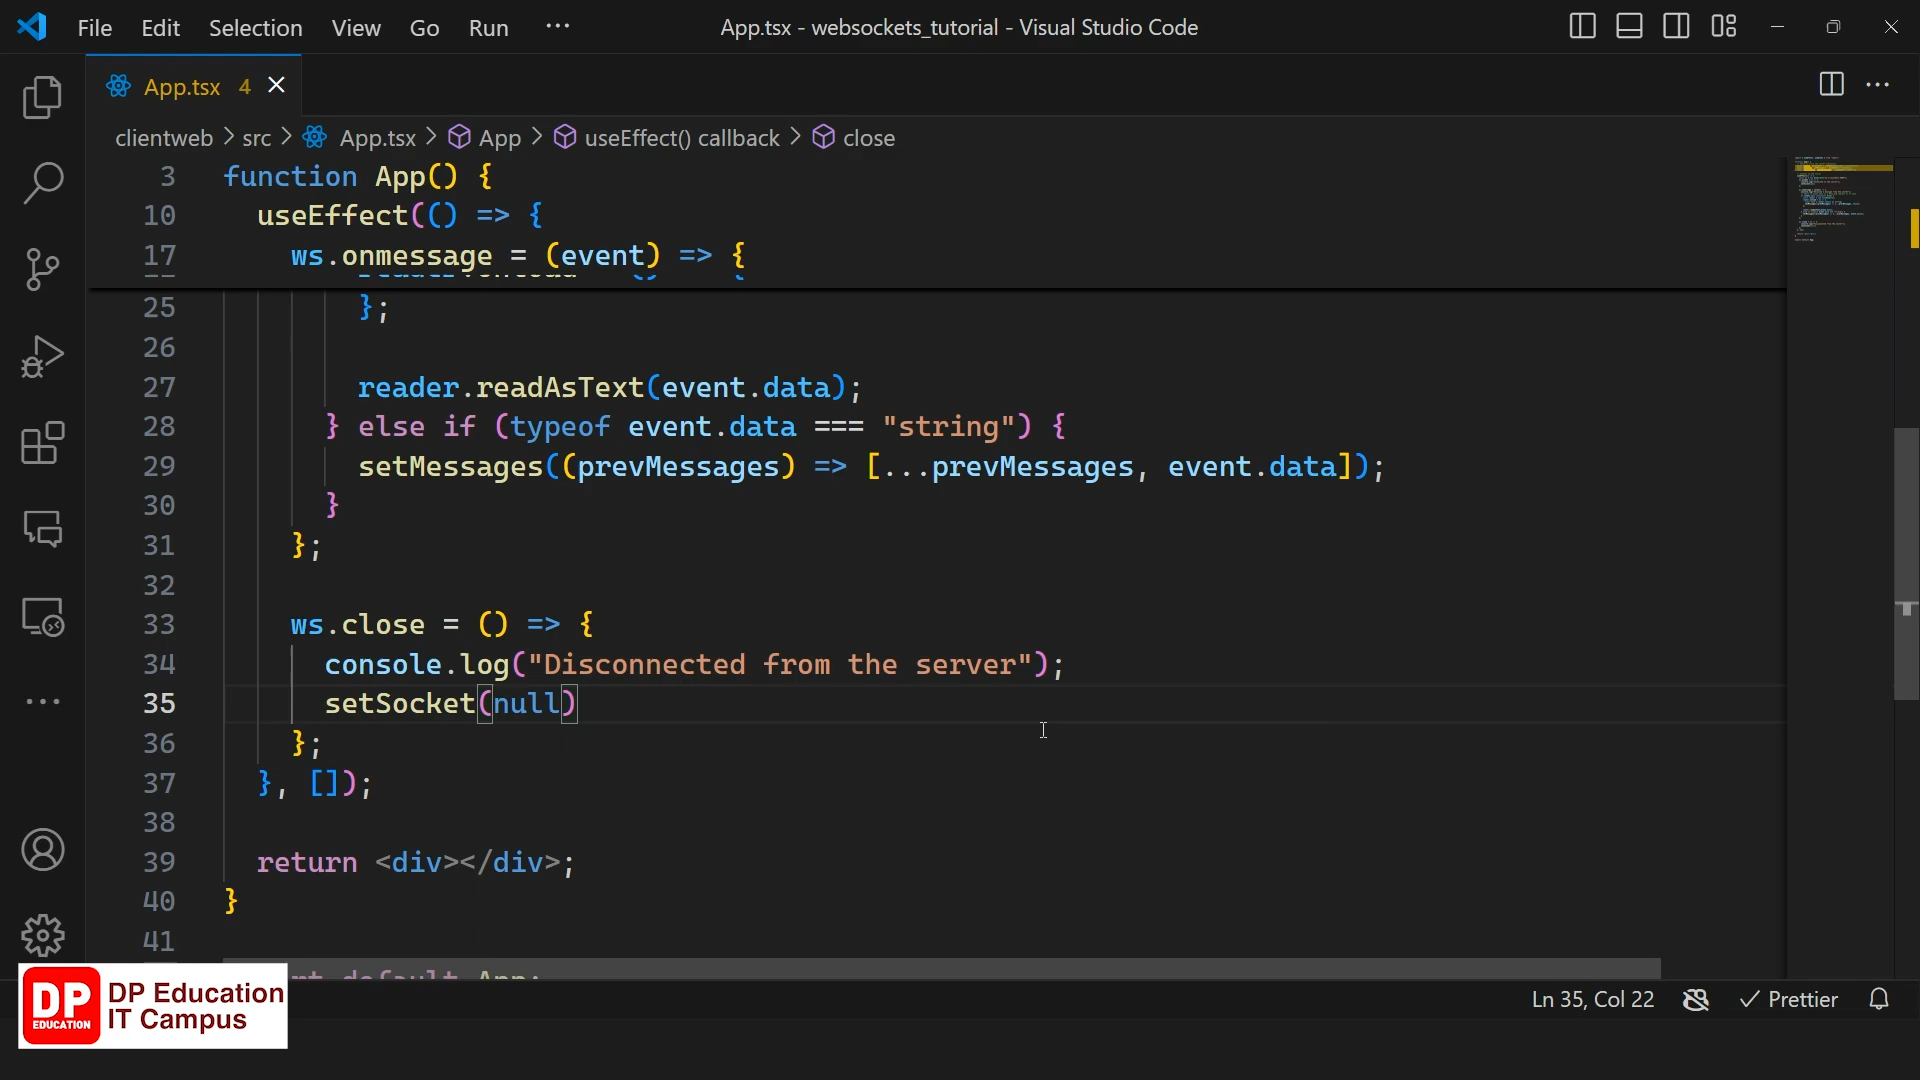 File Edit Selection View Go Run ··· App.tsx - websockets_tutorial - Visual Studio Code
App.tsx 4
clientweb > src > App.tsx > App > useEffect() callback > close
3 function App() {
10 useEffect(() => {
17 ws.onmessage = (event) => {
25 };
26
27 reader.readAsText(event.data);
28 } else if (typeof event.data === "string") {
29 setMessages((prevMessages) => [...prevMessages, event.data]);
30 }
31 };
32
33 ws.close = () => {
34 console.log("Disconnected from the server");
35 setSocket(null)
36 };
37 }, []);
38
39 return <div></div>;
40 }
41
default App;
DP EDUCATION
DP Education
IT Campus
Ln 35, Col 22 Prettier